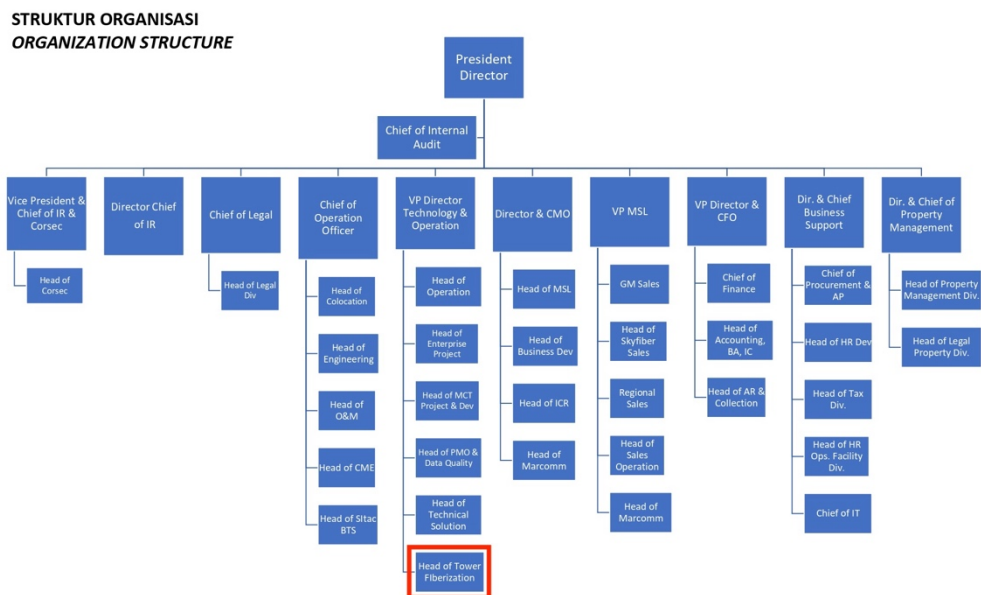 STRUKTUR ORGANISASI
ORGANIZATION STRUCTURE
President
Director
Chief of Internal
Audit
Vice President &
Chief of IR &
Corsec
Head of
Corsec
Director Chief
of IR
Chief of Legal
Head of Legal
Div
Chief of
Operation
Officer
Head of
Colocation
Head of
Engineering
Head of
O&M
Head of CME
Head of SItac
BTS
VP Director
Technology &
Operation
Head of
Operation
Head of
Enterprise
Project
Head of MCT
Project & Dev
Head of PMO &
Data Quality
Head of
Technical
Solution
Head of Tower
FIberization
Director & CMO
Head of MSL
Head of
Business Dev
Head of ICR
Head of
Marcomm
VP MSL
GM Sales
Head of
Skyfiber
Sales
Regional
Sales
Head of
Sales
Operation
Head of
Marcomm
VP Director &
CFO
Chief of
Finance
Head of
Accounting,
BA, IC
Head of AR &
Collection
Dir. & Chief
Business
Support
Chief of
Procurement &
AP
Head of HR Dev
Head of Tax
Div.
Head of HR
Ops. Facility
Div.
Chief of IT
Dir. & Chief of
Property
Management
Head of Property
Management Div.
Head of Legal
Property Div.